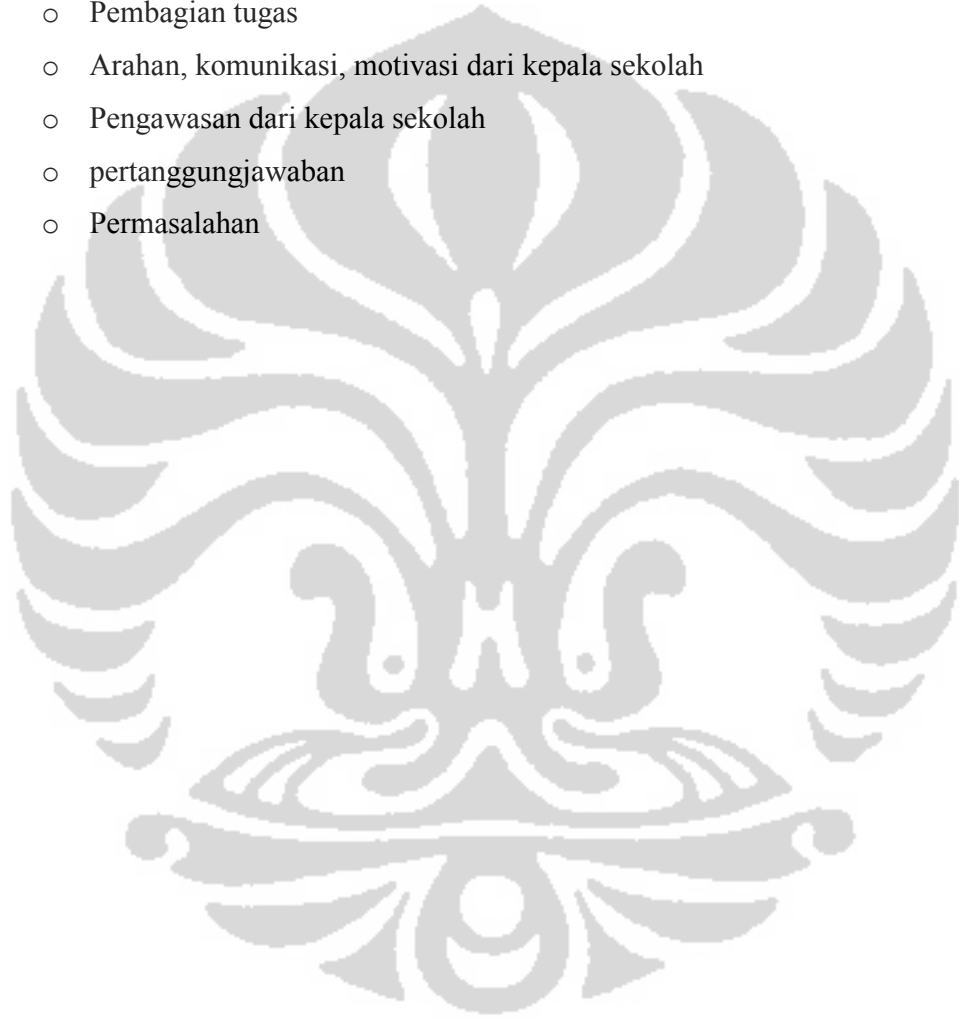 o Pembagian tugas
o Arahan, komunikasi, motivasi dari kepala sekolah
o Pengawasan dari kepala sekolah
o pertanggungjawaban
o Permasalahan